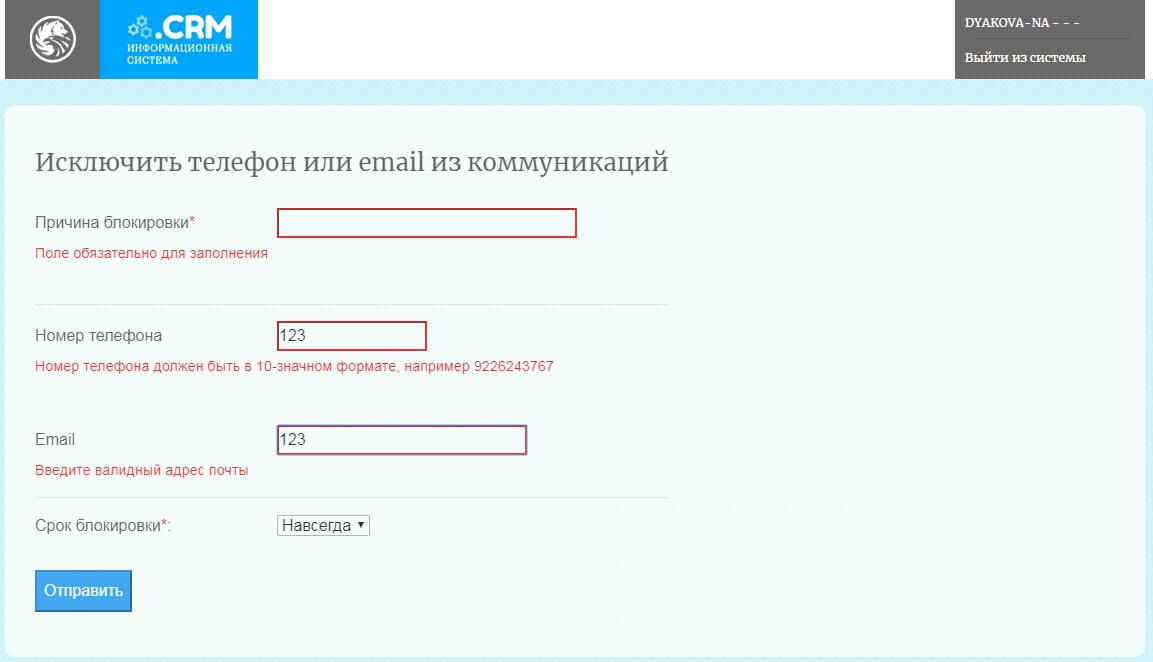 .CRM
ИНФОРМАЦИОННАЯ
СИСТЕМА
DYAKOVA-NA - - -
Выйти из системы
Исключить телефон или email из коммуникаций
Причина блокировки*
Поле обязательно для заполнения
Номер телефона 123
Номер телефона должен быть в 10-значном формате, например 9226243767
Email 123
Введите валидный адрес почты
Срок блокировки*: Навсегда
Отправить